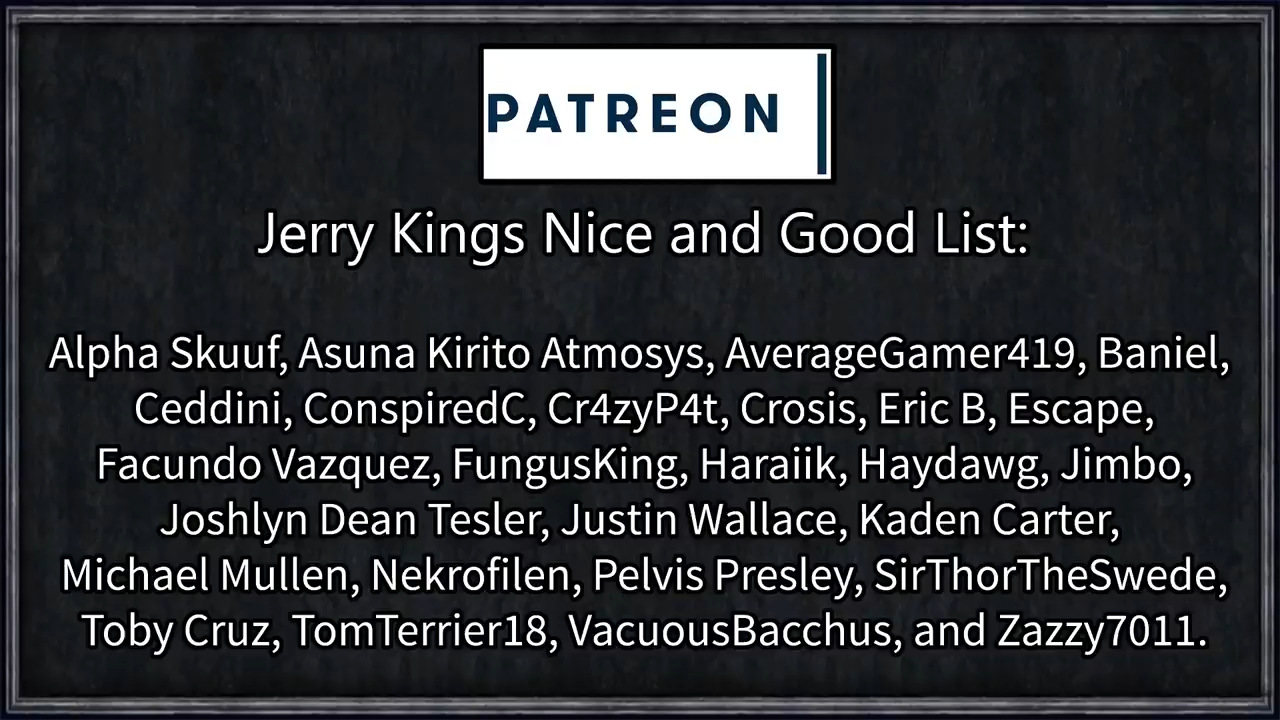 PATREON
Jerry Kings Nice and Good List:
Alpha Skuuf, Asuna Kirito Atmosys, AverageGamer419, Baniel,
Ceddini, ConspiredC, Cr4zyP4t, Crosis, Eric B, Escape,
Facundo Vazquez, FungusKing, Haraiik, Haydawg, Jimbo,
Joshlyn Dean Tesler, Justin Wallace, Kaden Carter,
Michael Mullen, Nekrofilen, Pelvis Presley, SirThorTheSwede,
Toby Cruz, TomTerrier18, VacuousBacchus, and Zazzy7011.